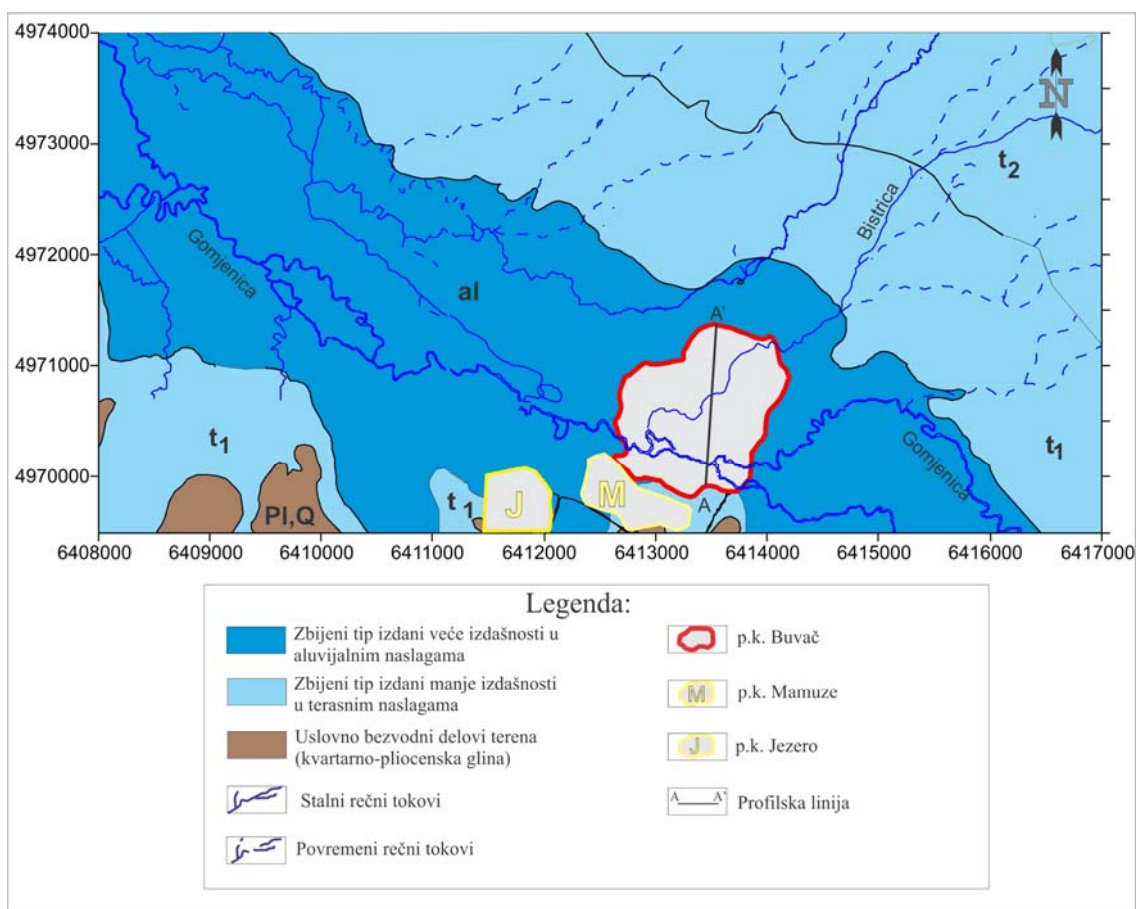 4974000
4973000
4972000
4971000
4970000
N
t2
Bistrica
Gomjenica
al
A'
t1
Gomjenica
t1
t1
J
M
A
Pl,Q
6408000 6409000 6410000 6411000 6412000 6413000 6414000 6415000 6416000 6417000
Legenda:
Zbijeni tip izdani veće izdašnosti u
aluvijalnim naslagama
Zbijeni tip izdani manje izdašnosti
u terasnim naslagama
Uslovno bezvodni delovi terena
(kvartarno-pliocenska glina)
Stalni rečni tokovi
Povremeni rečni tokovi
p.k. Buvač
M p.k. Mamuze
J p.k. Jezero
A A' Profilska linija